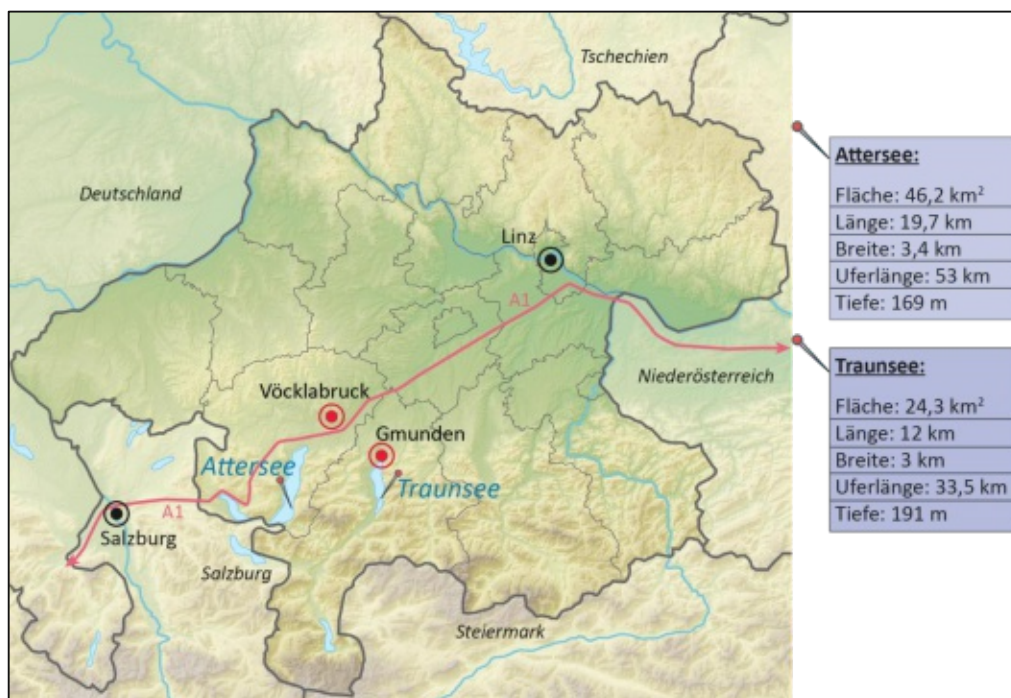 Tschechien
Deutschland
Linz
A1
Niederösterreich
Vöcklabruck
Gmunden
Attersee
Traunsee
A1
Salzburg
Salzburg
Steiermark
Attersee:
Fläche: 46,2 km²
Länge: 19,7 km
Breite: 3,4 km
Uferlänge: 53 km
Tiefe: 169 m
Traunsee:
Fläche: 24,3 km²
Länge: 12 km
Breite: 3 km
Uferlänge: 33,5 km
Tiefe: 191 m